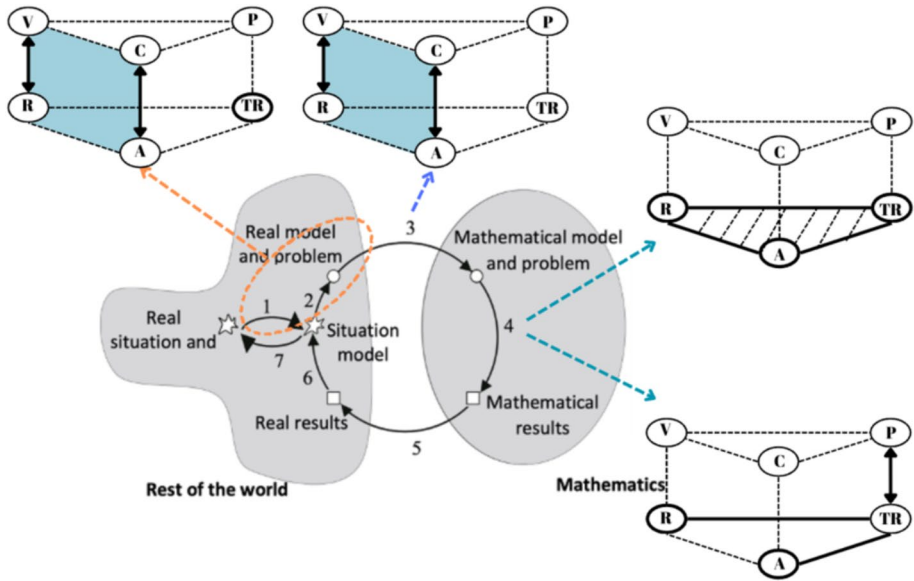 V
P
C
R
TR
A
V
P
C
R
TR
A
V
P
C
R
TR
A
Real model
and problem
3
Mathematical model
and problem
1
2
Real
situation and
Situation
model
4
7
6
Real results
Mathematical
results
5
Rest of the world
Mathematics
V
P
C
R
TR
A